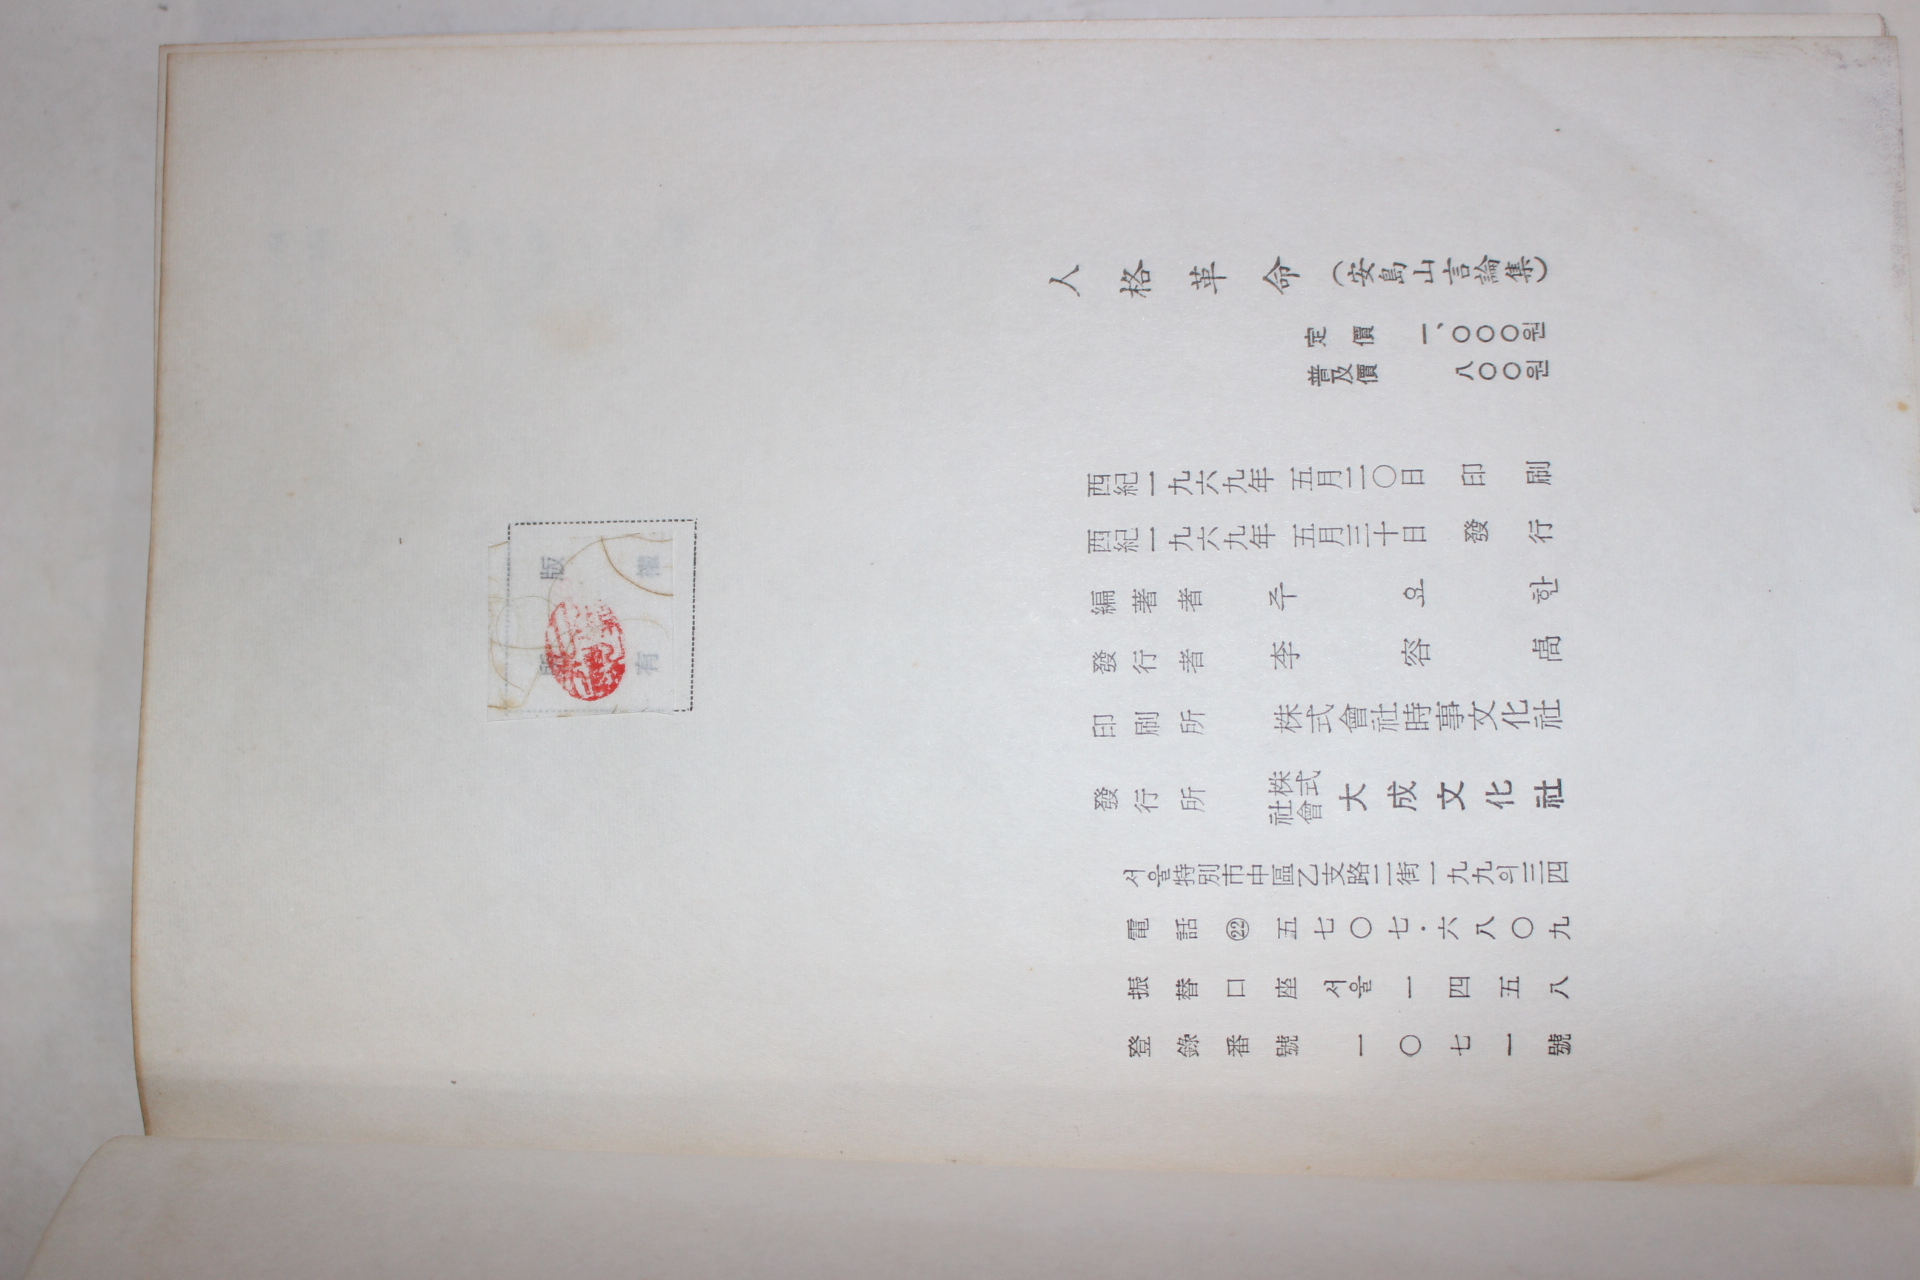 人格革命(安島山言論集)
定價 一、〇〇〇원
普及價 八〇〇원
西紀一九六九年 五月二〇日 印刷
西紀一九六九年 五月三十日 發行
編著者 주요한
發行者 李容卨
印刷所 株式會社時事文化社
發行所 株式會社 大成文化社
서울特別市中區乙支路二街一九九의三四
電話㉒五七〇七·六八〇九
振替口座서울一四五八
登錄番號 一〇七一號
版權
所有